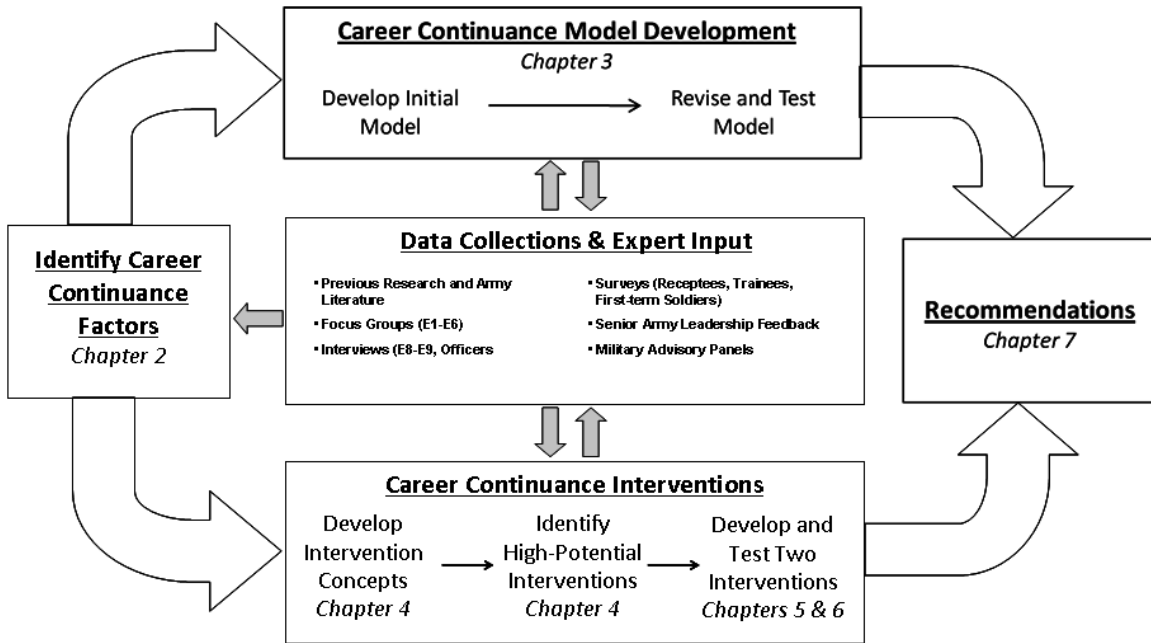 Career Continuance Model Development
Chapter 3
Develop Initial
Model
Revise and Test
Model
Identify Career
Continuance
Factors
Chapter 2
Data Collections & Expert Input
▪ Previous Research and Army
Literature
▪ Focus Groups (E1-E6)
▪ Interviews (E8-E9, Officers
▪ Surveys (Receptees, Trainees,
First-term Soldiers)
▪ Senior Army Leadership Feedback
▪ Military Advisory Panels
Recommendations
Chapter 7
Career Continuance Interventions
Develop
Intervention
Concepts
Chapter 4
Identify
High-Potential
Interventions
Chapter 4
Develop and
Test Two
Interventions
Chapters 5 & 6